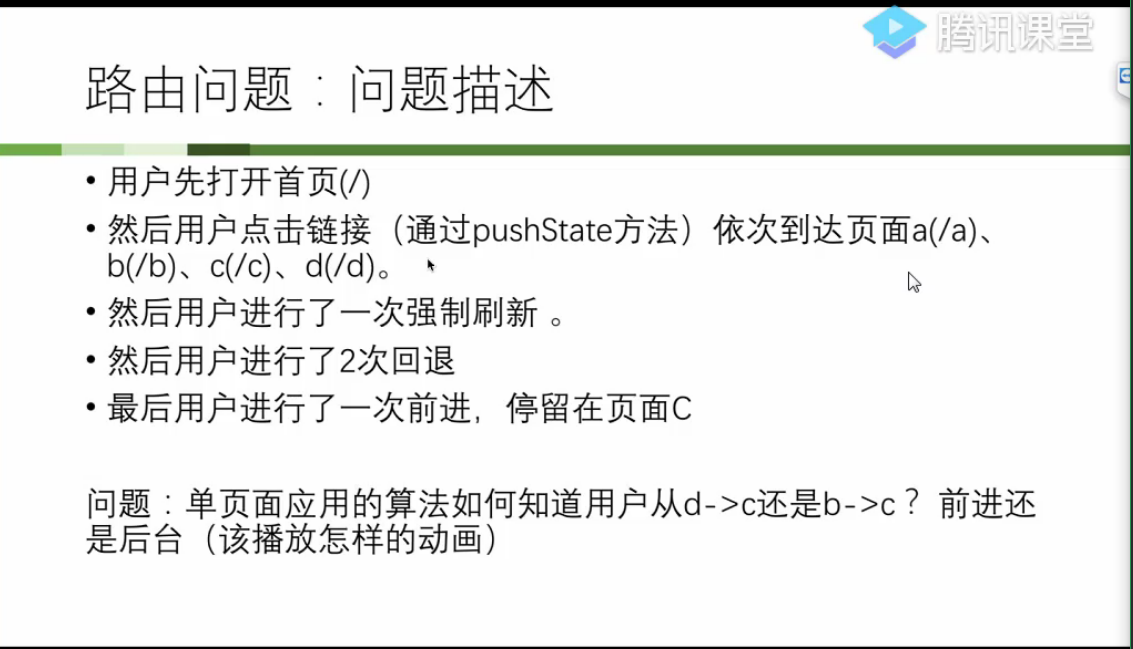 腾讯课堂
路由问题：问题描述
• 用户先打开首页(/)
• 然后用户点击链接（通过pushState方法）依次到达页面a(/a)、
b(/b)、c(/c)、d(/d)。
• 然后用户进行了一次强制刷新 。
• 然后用户进行了2次回退
• 最后用户进行了一次前进，停留在页面C
问题：单页面应用的算法如何知道用户从d->c还是b->c？ 前进还
是后台（该播放怎样的动画）